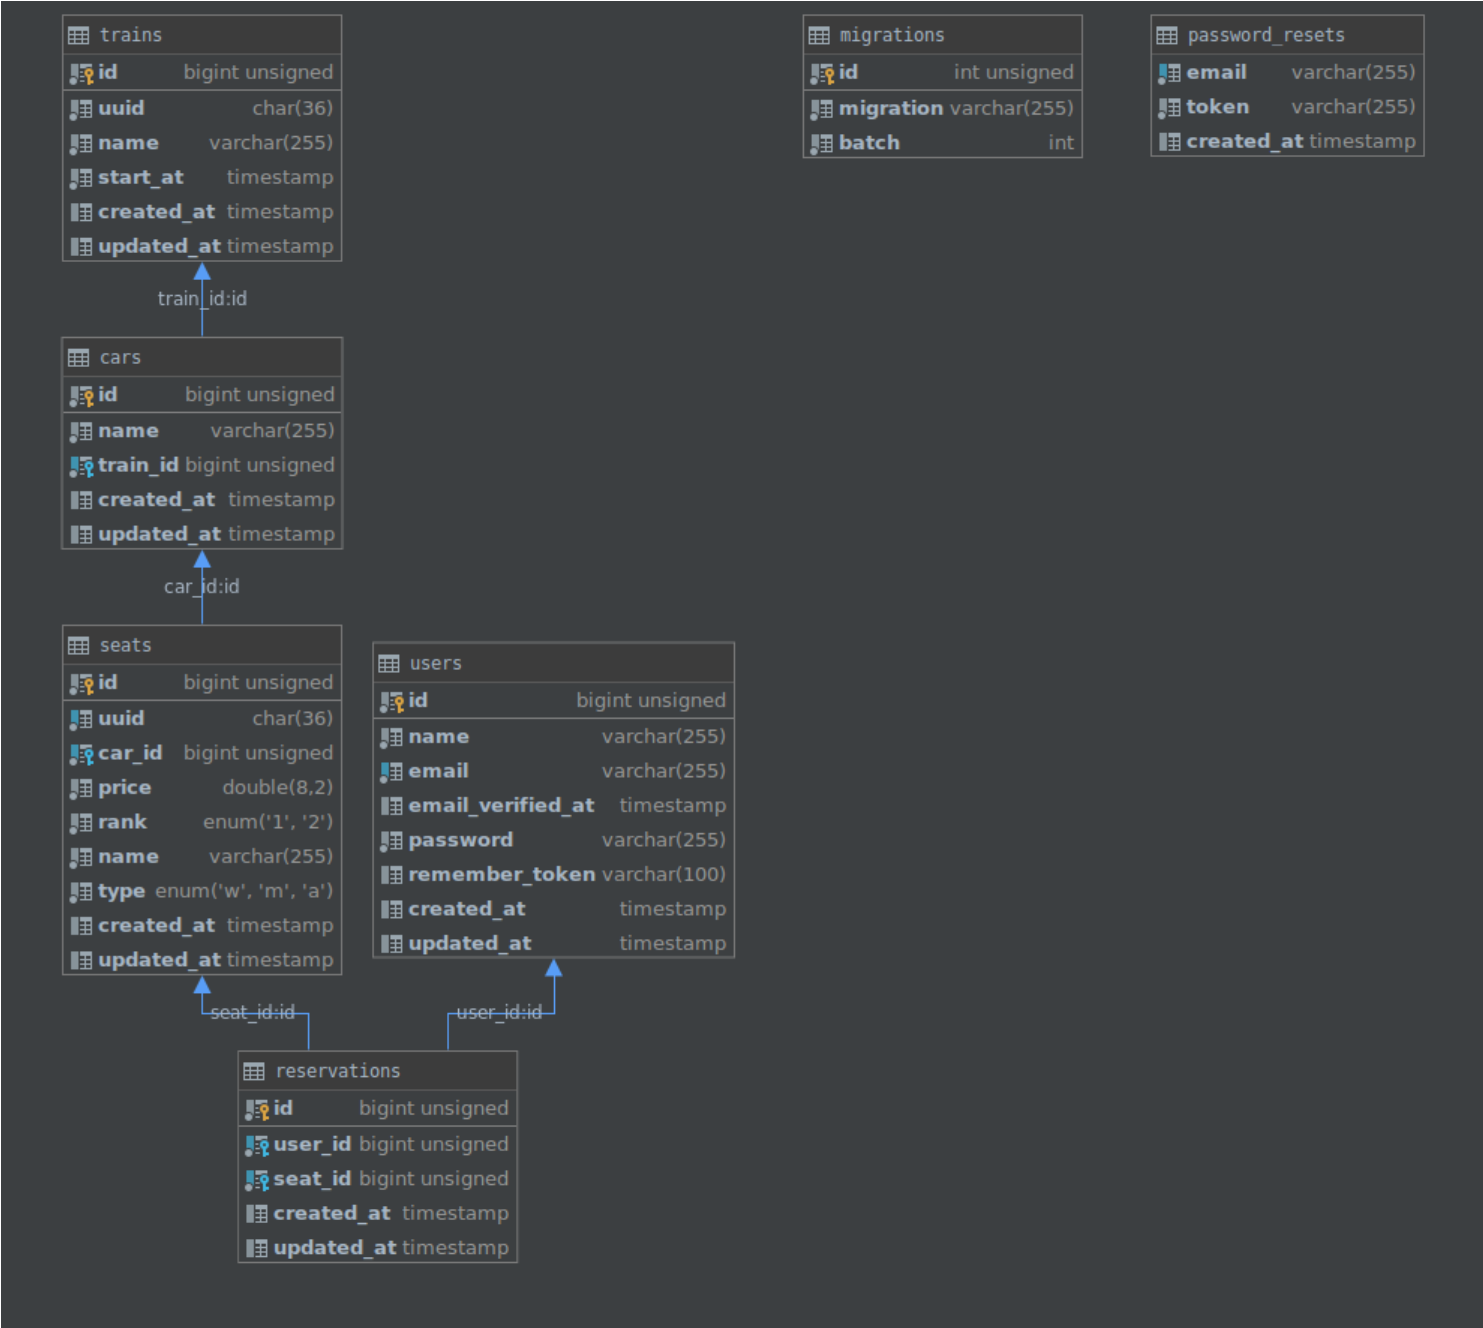 trains
id bigint unsigned
uuid char(36)
name varchar(255)
start_at timestamp
created_at timestamp
updated_at timestamp
train_id:id
cars
id bigint unsigned
name varchar(255)
train_id bigint unsigned
created_at timestamp
updated_at timestamp
car_id:id
seats
id bigint unsigned
uuid char(36)
car_id bigint unsigned
price double(8,2)
rank enum('1', '2')
name varchar(255)
type enum('w', 'm', 'a')
created_at timestamp
updated_at timestamp
seat_id:id
users
id bigint unsigned
name varchar(255)
email varchar(255)
email_verified_at timestamp
password varchar(255)
remember_token varchar(100)
created_at timestamp
updated_at timestamp
user_id:id
reservations
id bigint unsigned
user_id bigint unsigned
seat_id bigint unsigned
created_at timestamp
updated_at timestamp
migrations
id int unsigned
migration varchar(255)
batch int
password_resets
email varchar(255)
token varchar(255)
created_at timestamp